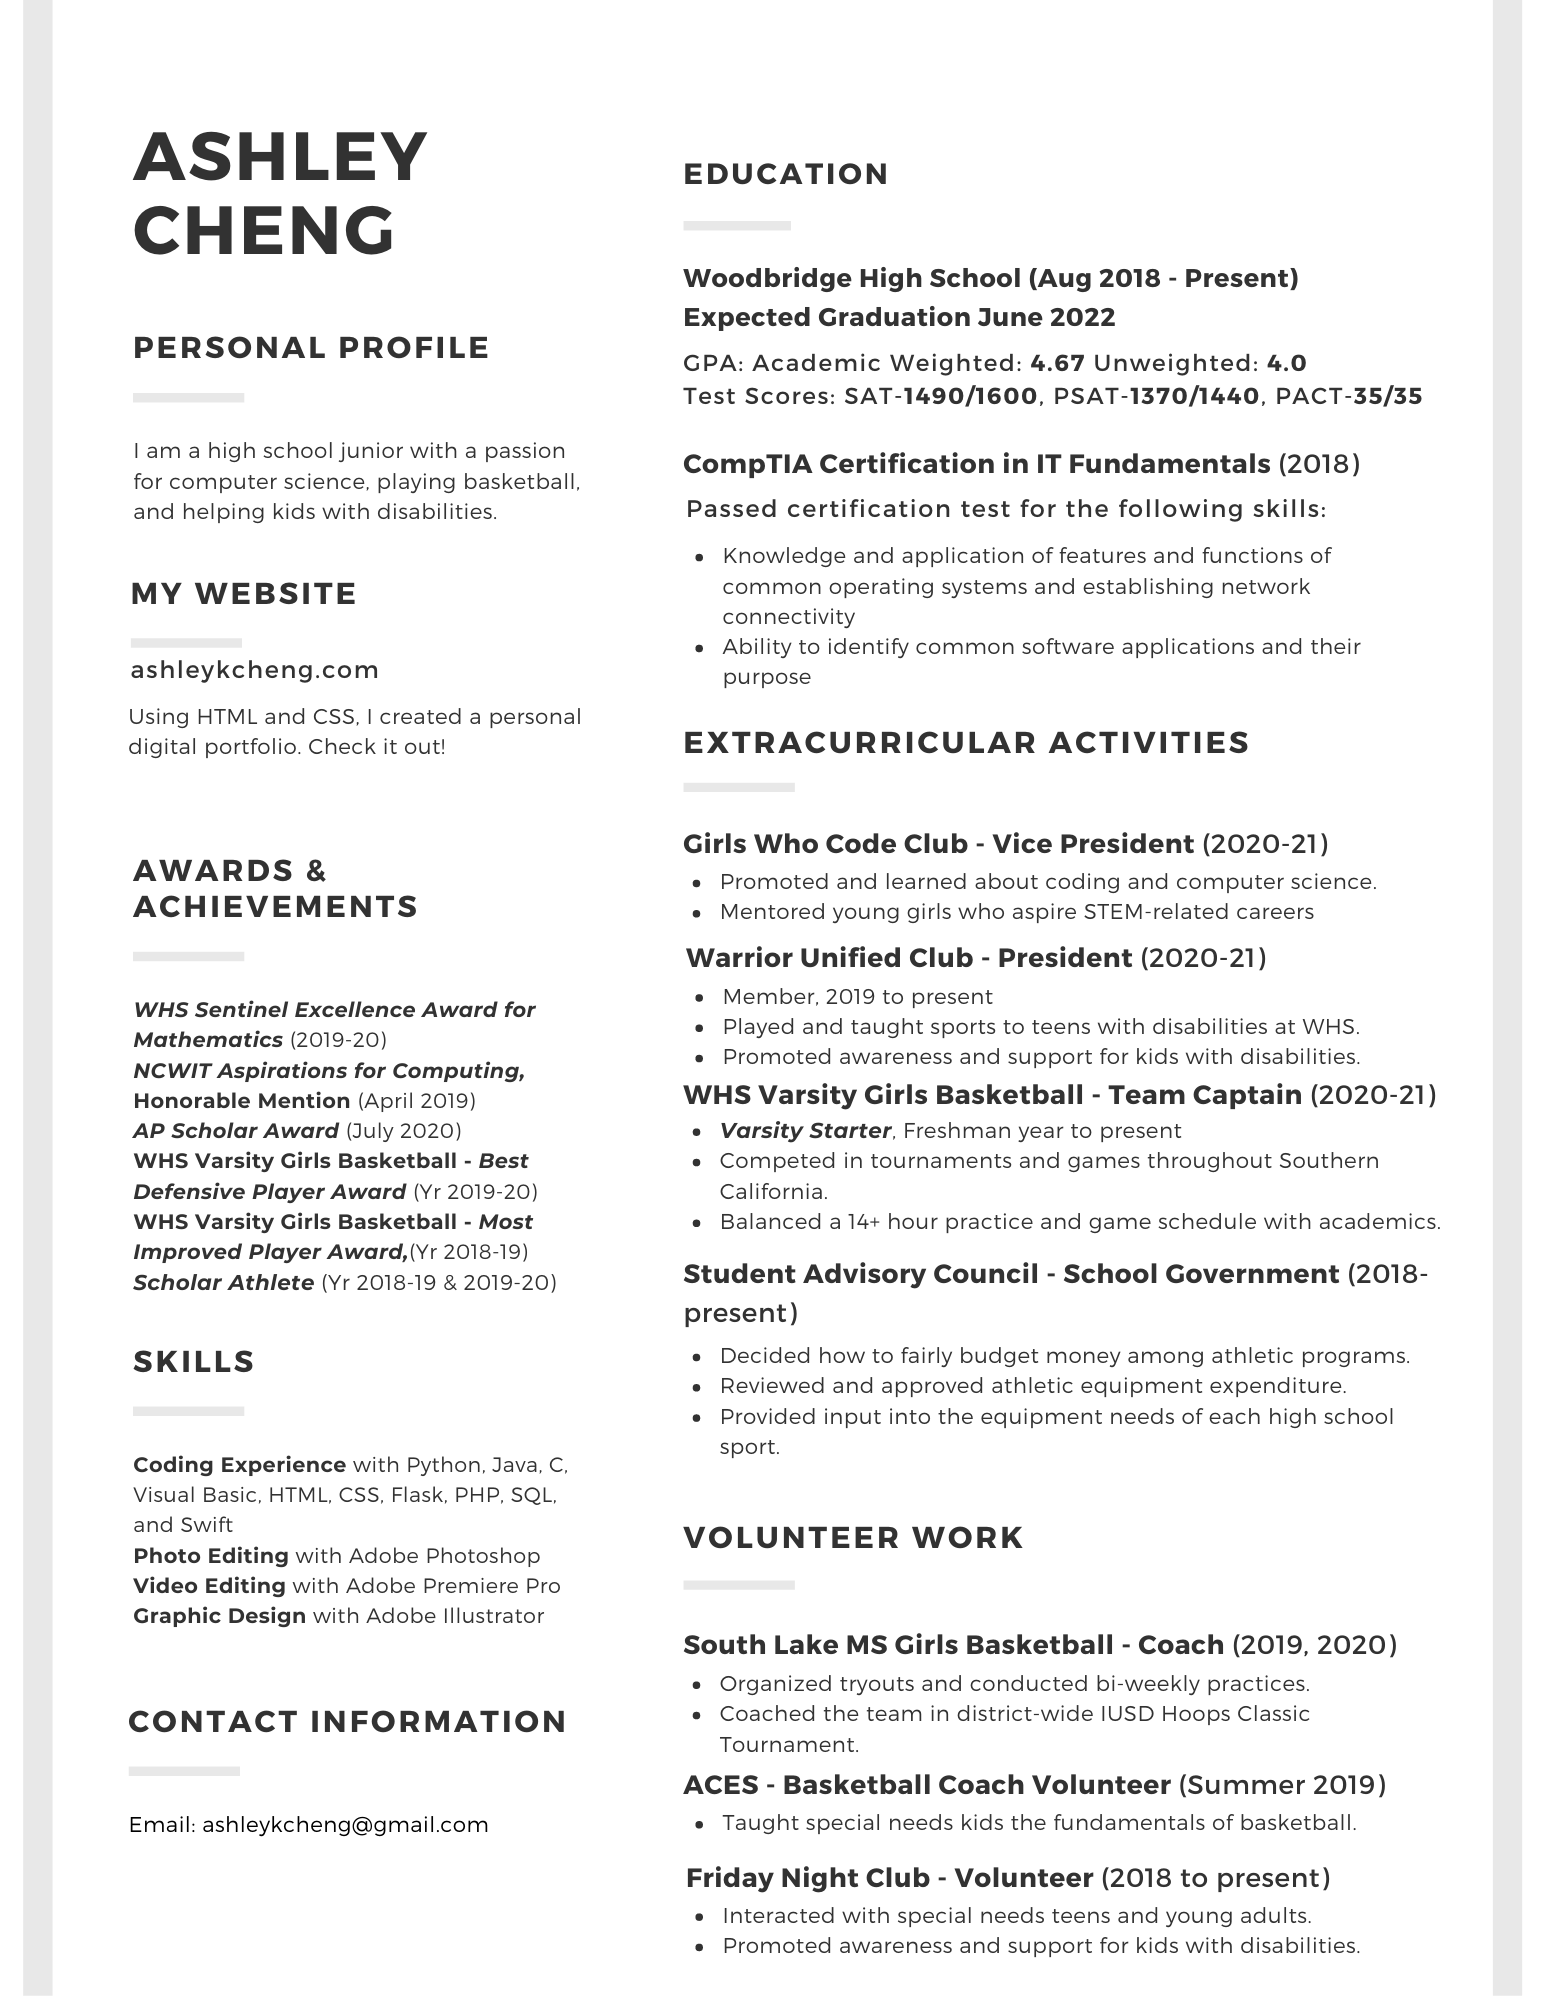 ASHLEY
CHENG
PERSONAL PROFILE
I am a high school junior with a passion
for computer science, playing basketball,
and helping kids with disabilities.
MY WEBSITE
ashleykcheng.com
Using HTML and CSS, I created a personal
digital portfolio. Check it out!
AWARDS &
ACHIEVEMENTS
WHS Sentinel Excellence Award for
Mathematics (2019-20)
NCWIT Aspirations for Computing,
Honorable Mention (April 2019)
AP Scholar Award (July 2020)
WHS Varsity Girls Basketball - Best
Defensive Player Award (Yr 2019-20)
WHS Varsity Girls Basketball - Most
Improved Player Award,(Yr 2018-19)
Scholar Athlete (Yr 2018-19 & 2019-20)
SKILLS
Coding Experience with Python, Java, C,
Visual Basic, HTML, CSS, Flask, PHP, SQL,
and Swift
Photo Editing with Adobe Photoshop
Video Editing with Adobe Premiere Pro
Graphic Design with Adobe Illustrator
CONTACT INFORMATION
Email: ashleykcheng@gmail.com
EDUCATION
Woodbridge High School (Aug 2018 - Present)
Expected Graduation June 2022
GPA: Academic Weighted: 4.67 Unweighted: 4.0
Test Scores: SAT-1490/1600, PSAT-1370/1440, PACT-35/35
CompTIA Certification in IT Fundamentals (2018)
Passed certification test for the following skills:
• Knowledge and application of features and functions of
common operating systems and establishing network
connectivity
• Ability to identify common software applications and their
purpose
EXTRACURRICULAR ACTIVITIES
Girls Who Code Club - Vice President (2020-21)
• Promoted and learned about coding and computer science.
• Mentored young girls who aspire STEM-related careers
Warrior Unified Club - President (2020-21)
• Member, 2019 to present
• Played and taught sports to teens with disabilities at WHS.
• Promoted awareness and support for kids with disabilities.
WHS Varsity Girls Basketball - Team Captain (2020-21)
• Varsity Starter, Freshman year to present
• Competed in tournaments and games throughout Southern
California.
• Balanced a 14+ hour practice and game schedule with academics.
Student Advisory Council - School Government (2018-
present)
• Decided how to fairly budget money among athletic programs.
• Reviewed and approved athletic equipment expenditure.
• Provided input into the equipment needs of each high school
sport.
VOLUNTEER WORK
South Lake MS Girls Basketball - Coach (2019, 2020)
• Organized tryouts and conducted bi-weekly practices.
• Coached the team in district-wide IUSD Hoops Classic
Tournament.
ACES - Basketball Coach Volunteer (Summer 2019)
• Taught special needs kids the fundamentals of basketball.
Friday Night Club - Volunteer (2018 to present)
• Interacted with special needs teens and young adults.
• Promoted awareness and support for kids with disabilities.